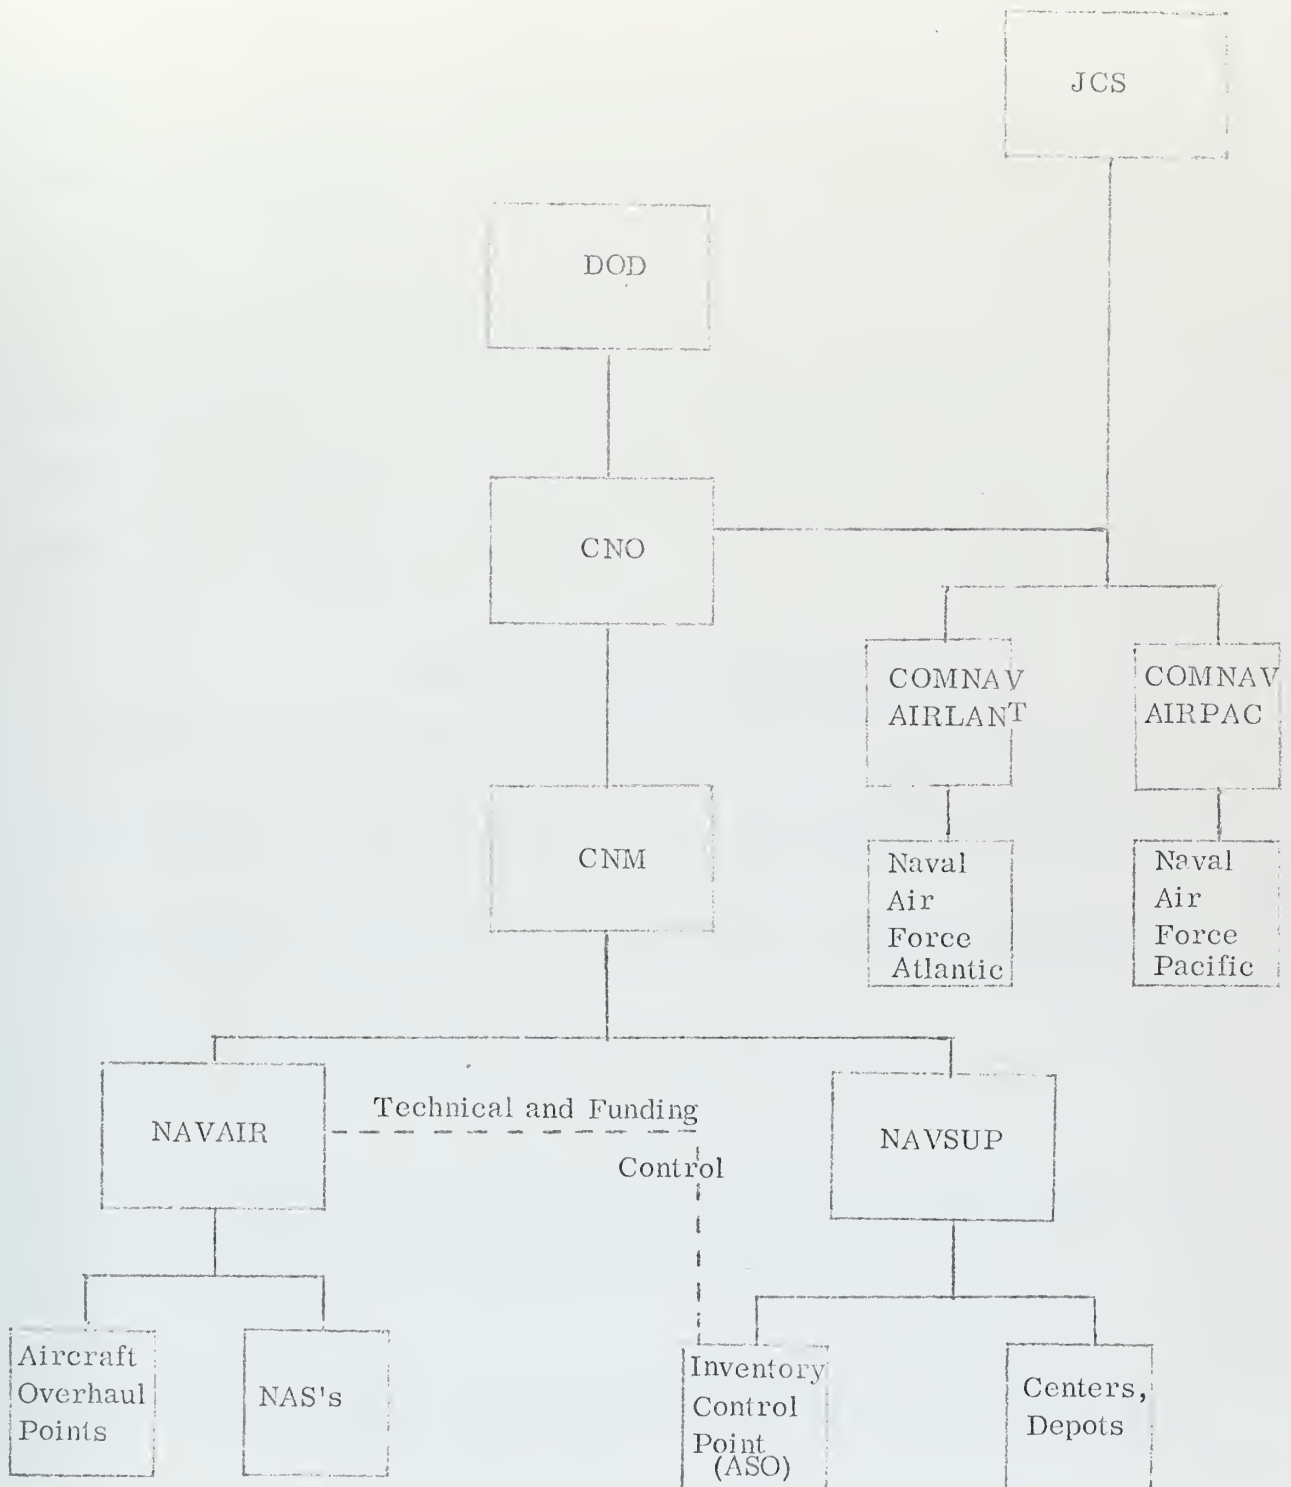 JCS
DOD
CNO
COMNAV
AIRLANT
COMNAV
AIRPAC
CNM
Naval
Air
Force
Atlantic
Naval
Air
Force
Pacific
NAVAIR
Technical and Funding
Control
NAVSUP
Aircraft
Overhaul
Points
NAS's
Inventory
Control
Point
(ASO)
Centers,
Depots